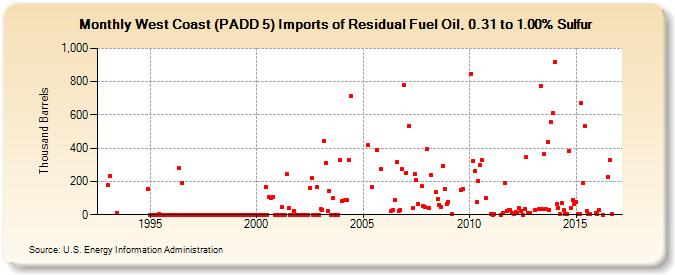 Monthly West Coast (PADD 5) Imports of Residual Fuel Oil, 0.31 to 1.00% Sulfur
Thousand Barrels
1,000
800
600
400
200
0
1995 2000 2005 2010 2015
Source: U.S. Energy Information Administration